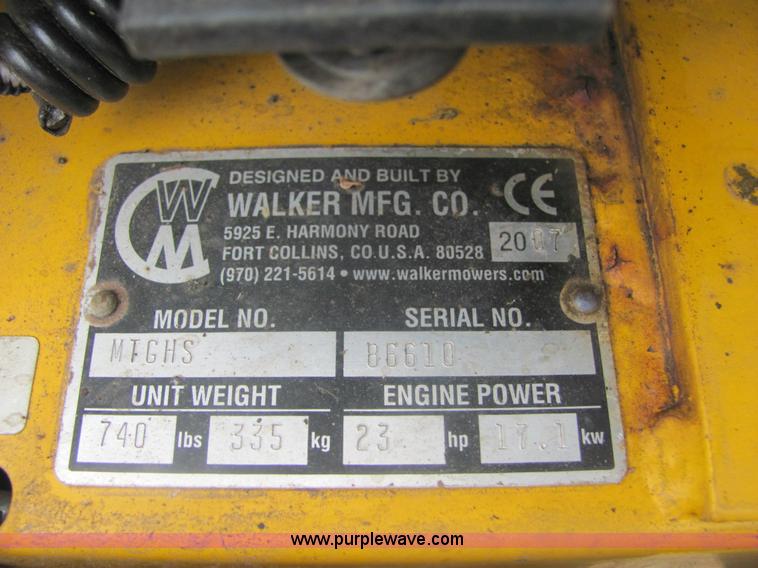 WM
DESIGNED AND BUILT BY
WALKER MFG. CO. CE
5925 E. HARMONY ROAD
FORT COLLINS, CO U.S.A. 80528 2007
(970) 221-5614 • www.walkermowers.com
MODEL NO. SERIAL NO.
MTGHS 86610
UNIT WEIGHT ENGINE POWER
740 lbs 335 kg 23 hp 17.1 kw
www.purplewave.com